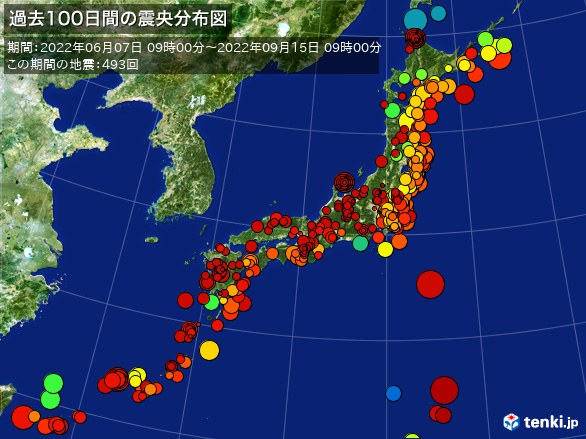 過去100日間の震央分布図
期間：2022年06月07日 09時00分～2022年09月15日 09時00分
この期間の地震：493回
tenki.jp